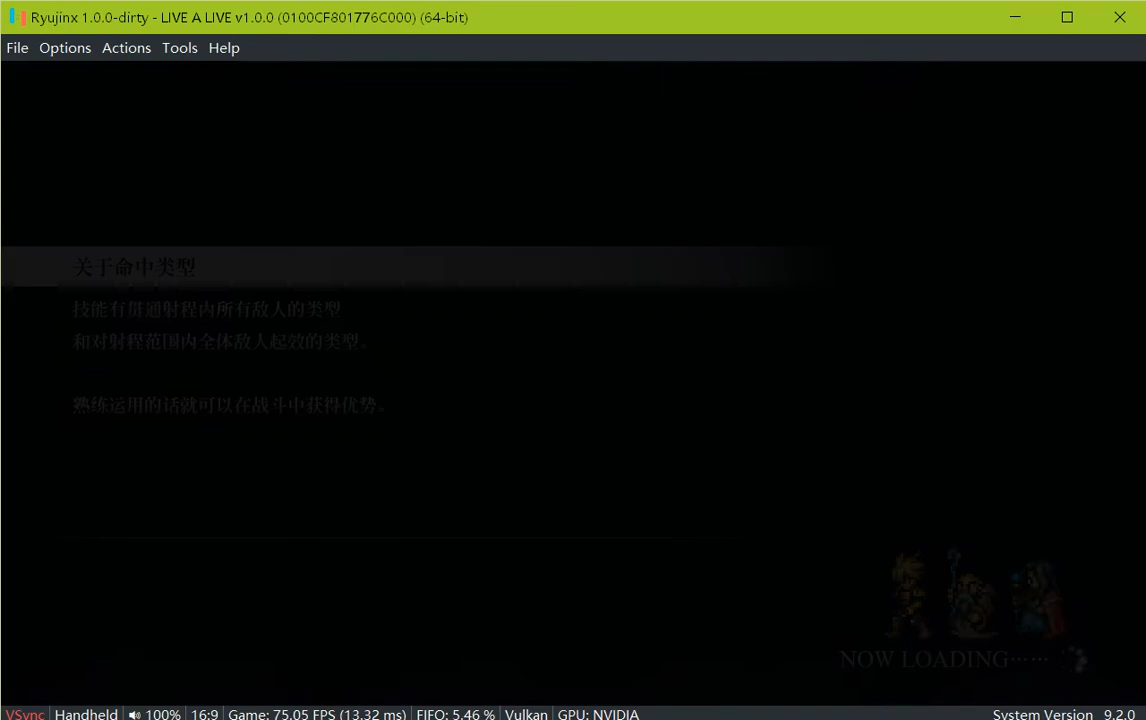 Ryujinx 1.0.0-dirty - LIVE A LIVE v1.0.0 (0100CF801776C000) (64-bit)
File Options Actions Tools Help
关于命中类型
技能有贯通射程内所有敌人的类型
和对射程范围内全体敌人起效的类型。
熟练运用的话就可以在战斗中获得优势。
NOW LOADING……
VSync Handheld 100% 16:9 Game: 75.05 FPS (13.32 ms) FIFO: 5.46 % Vulkan GPU: NVIDIA System Version 9.2.0